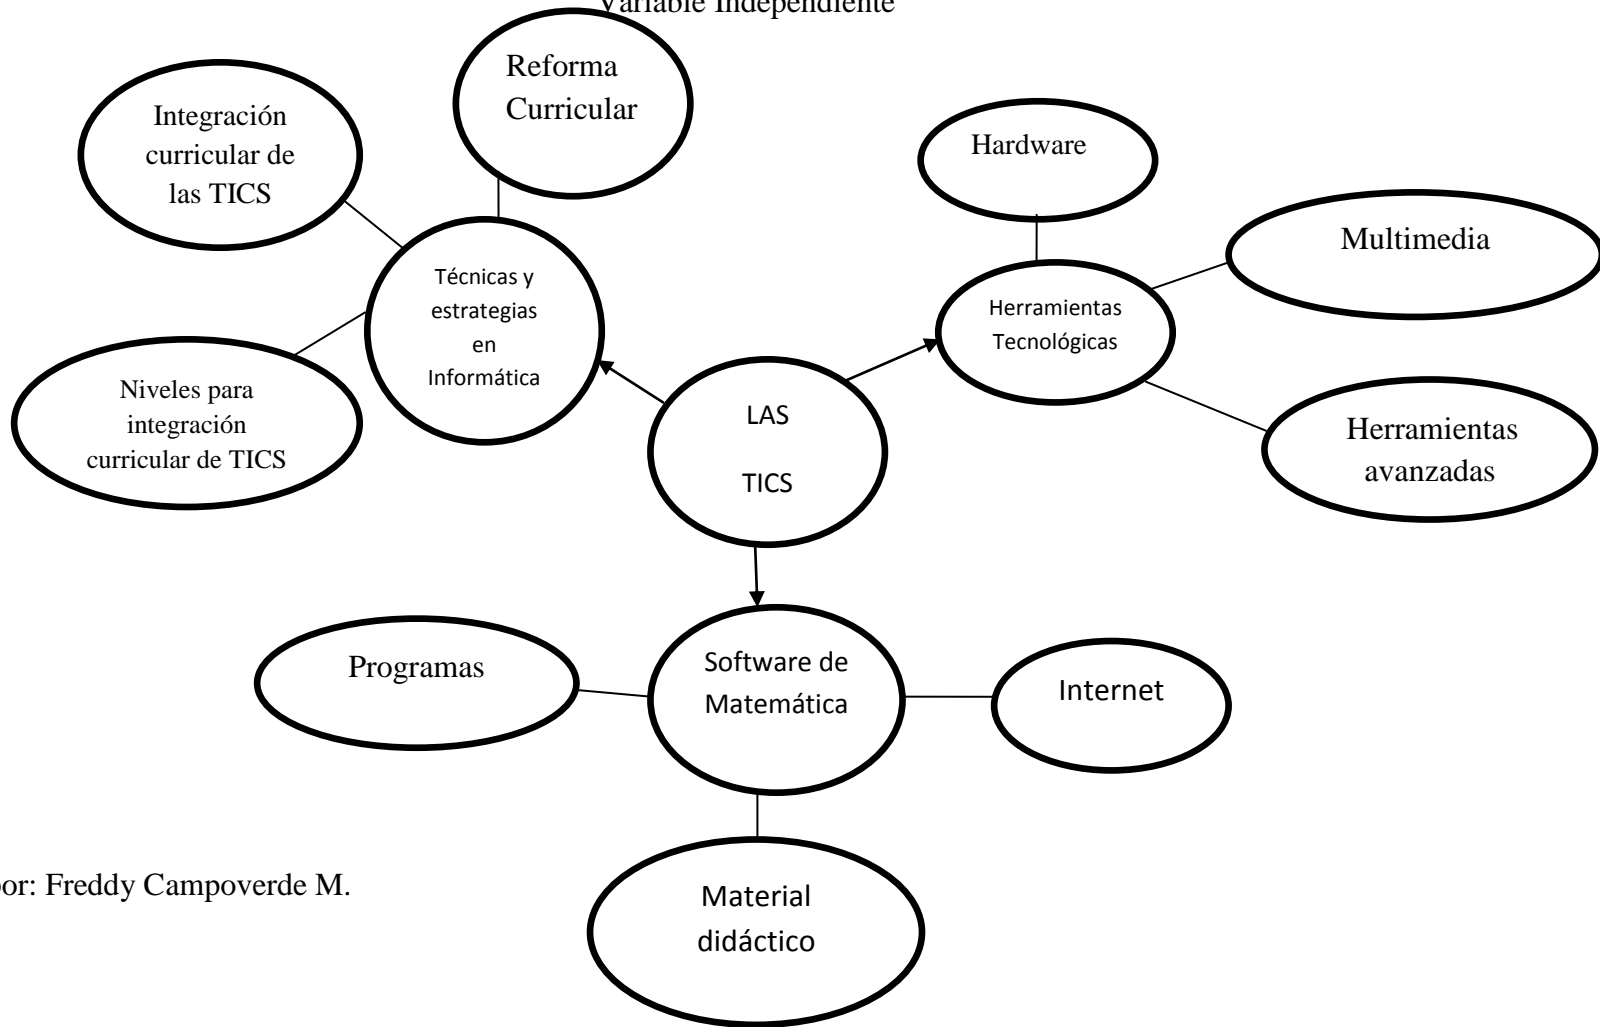 Variable Independiente
Reforma
Curricular
Integración
curricular de
las TICS
Hardware
Multimedia
Técnicas y
estrategias
en
Informática
Herramientas
Tecnológicas
Niveles para
integración
curricular de TICS
LAS
TICS
Herramientas
avanzadas
Programas
Software de
Matemática
Internet
Material
didáctico
por: Freddy Campoverde M.